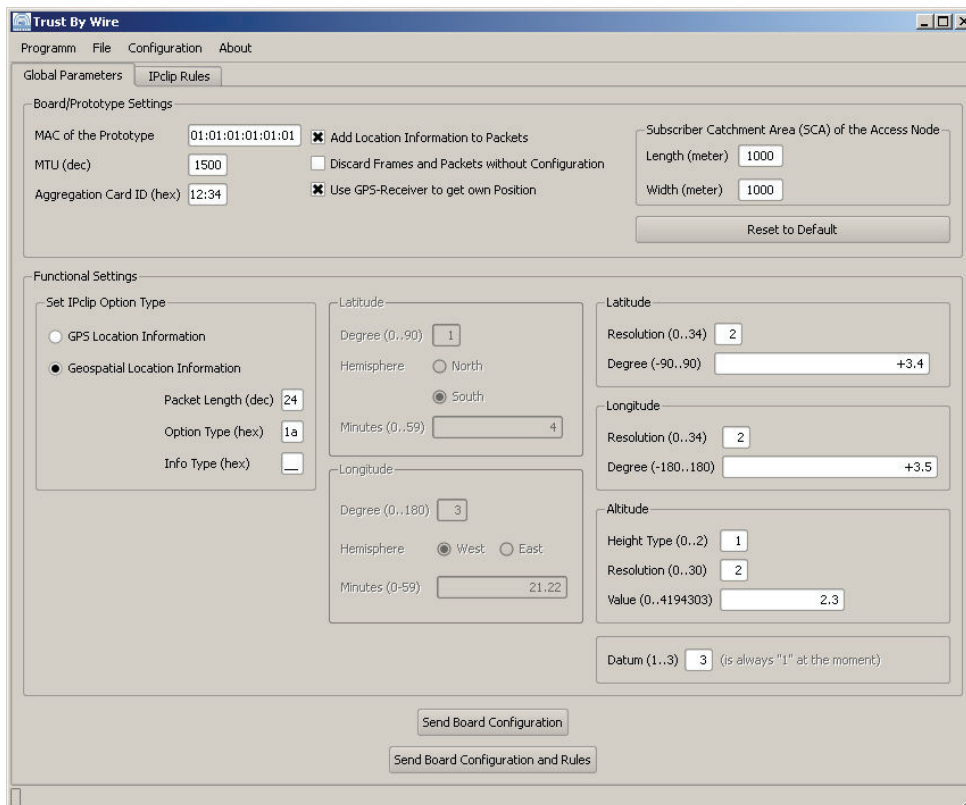 Trust By Wire
Programm File Configuration About
Global Parameters IPclip Rules
Board/Prototype Settings
MAC of the Prototype 01:01:01:01:01:01
MTU (dec) 1500
Aggregation Card ID (hex) 12:34
Add Location Information to Packets
Discard Frames and Packets without Configuration
Use GPS-Receiver to get own Position
Subscriber Catchment Area (SCA) of the Access Node
Length (meter) 1000
Width (meter) 1000
Reset to Default
Functional Settings
Set IPclip Option Type
GPS Location Information
Geospatial Location Information
Packet Length (dec) 24
Option Type (hex) 1a
Info Type (hex) __
Latitude
Degree (0..90) 1
Hemisphere North
South
Minutes (0..59) 4
Longitude
Degree (0..180) 3
Hemisphere West East
Minutes (0-59) 21.22
Latitude
Resolution (0..34) 2
Degree (-90..90) +3.4
Longitude
Resolution (0..34) 2
Degree (-180..180) +3.5
Altitude
Height Type (0..2) 1
Resolution (0..30) 2
Value (0..4194303) 2.3
Datum (1..3) 3 (is always "1" at the moment)
Send Board Configuration
Send Board Configuration and Rules